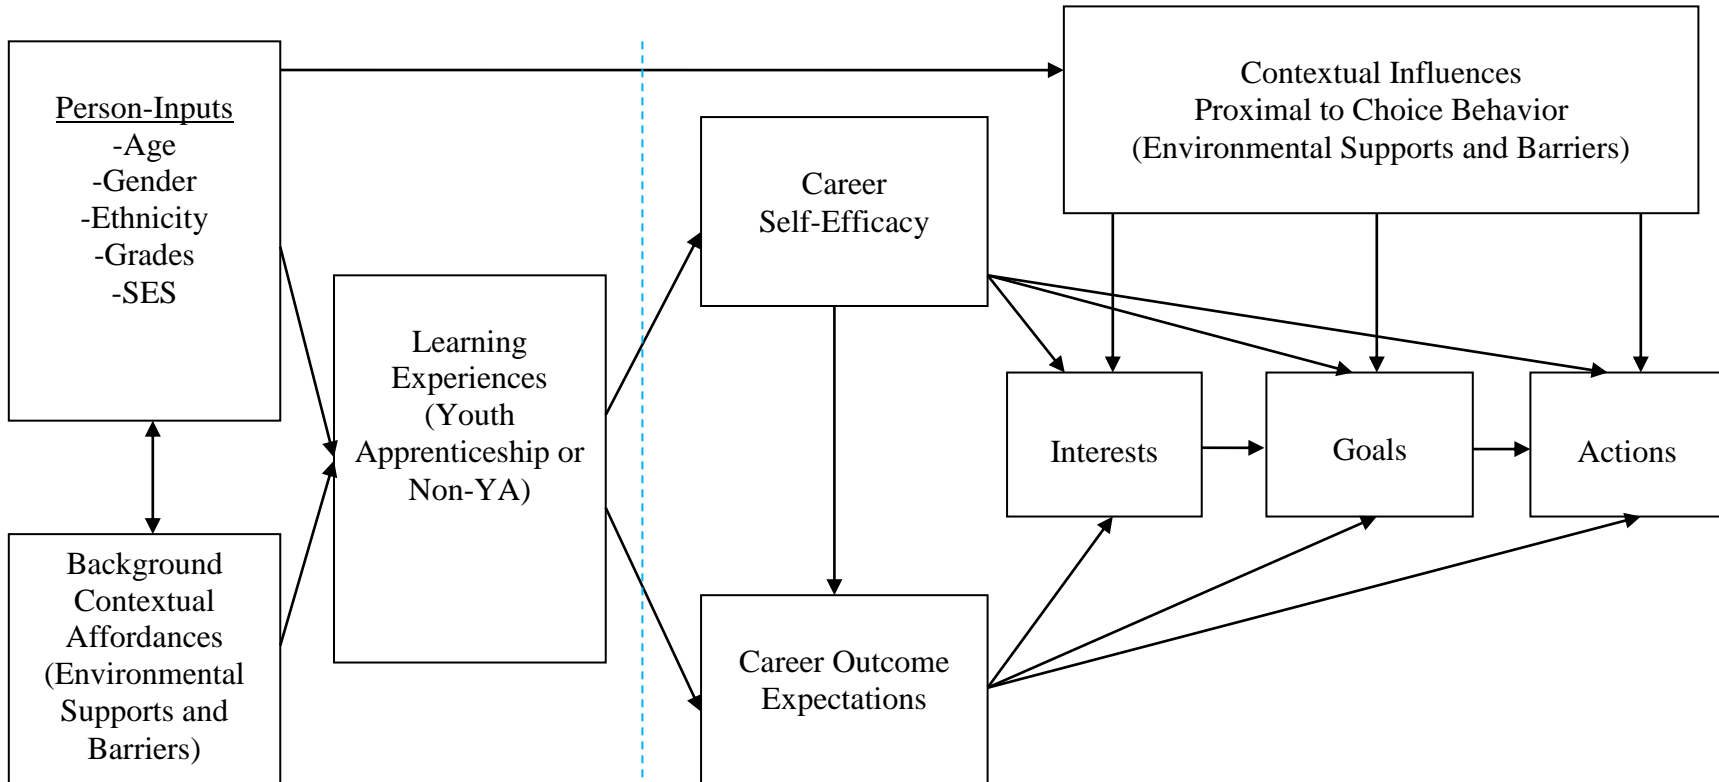 Person-Inputs
-Age
-Gender
-Ethnicity
-Grades
-SES
Background
Contextual
Affordances
(Environmental
Supports and
Barriers)
Learning
Experiences
(Youth
Apprenticeship or
Non-YA)
Career
Self-Efficacy
Career Outcome
Expectations
Contextual Influences
Proximal to Choice Behavior
(Environmental Supports and Barriers)
Interests
Goals
Actions